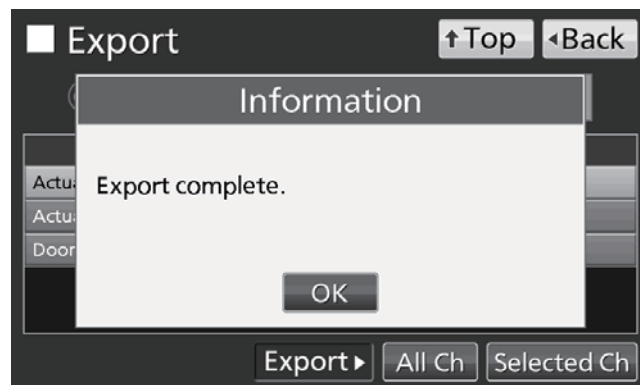 Export
↑Top
◂Back
Information
Export complete.
OK
Export▸
All Ch
Selected Ch